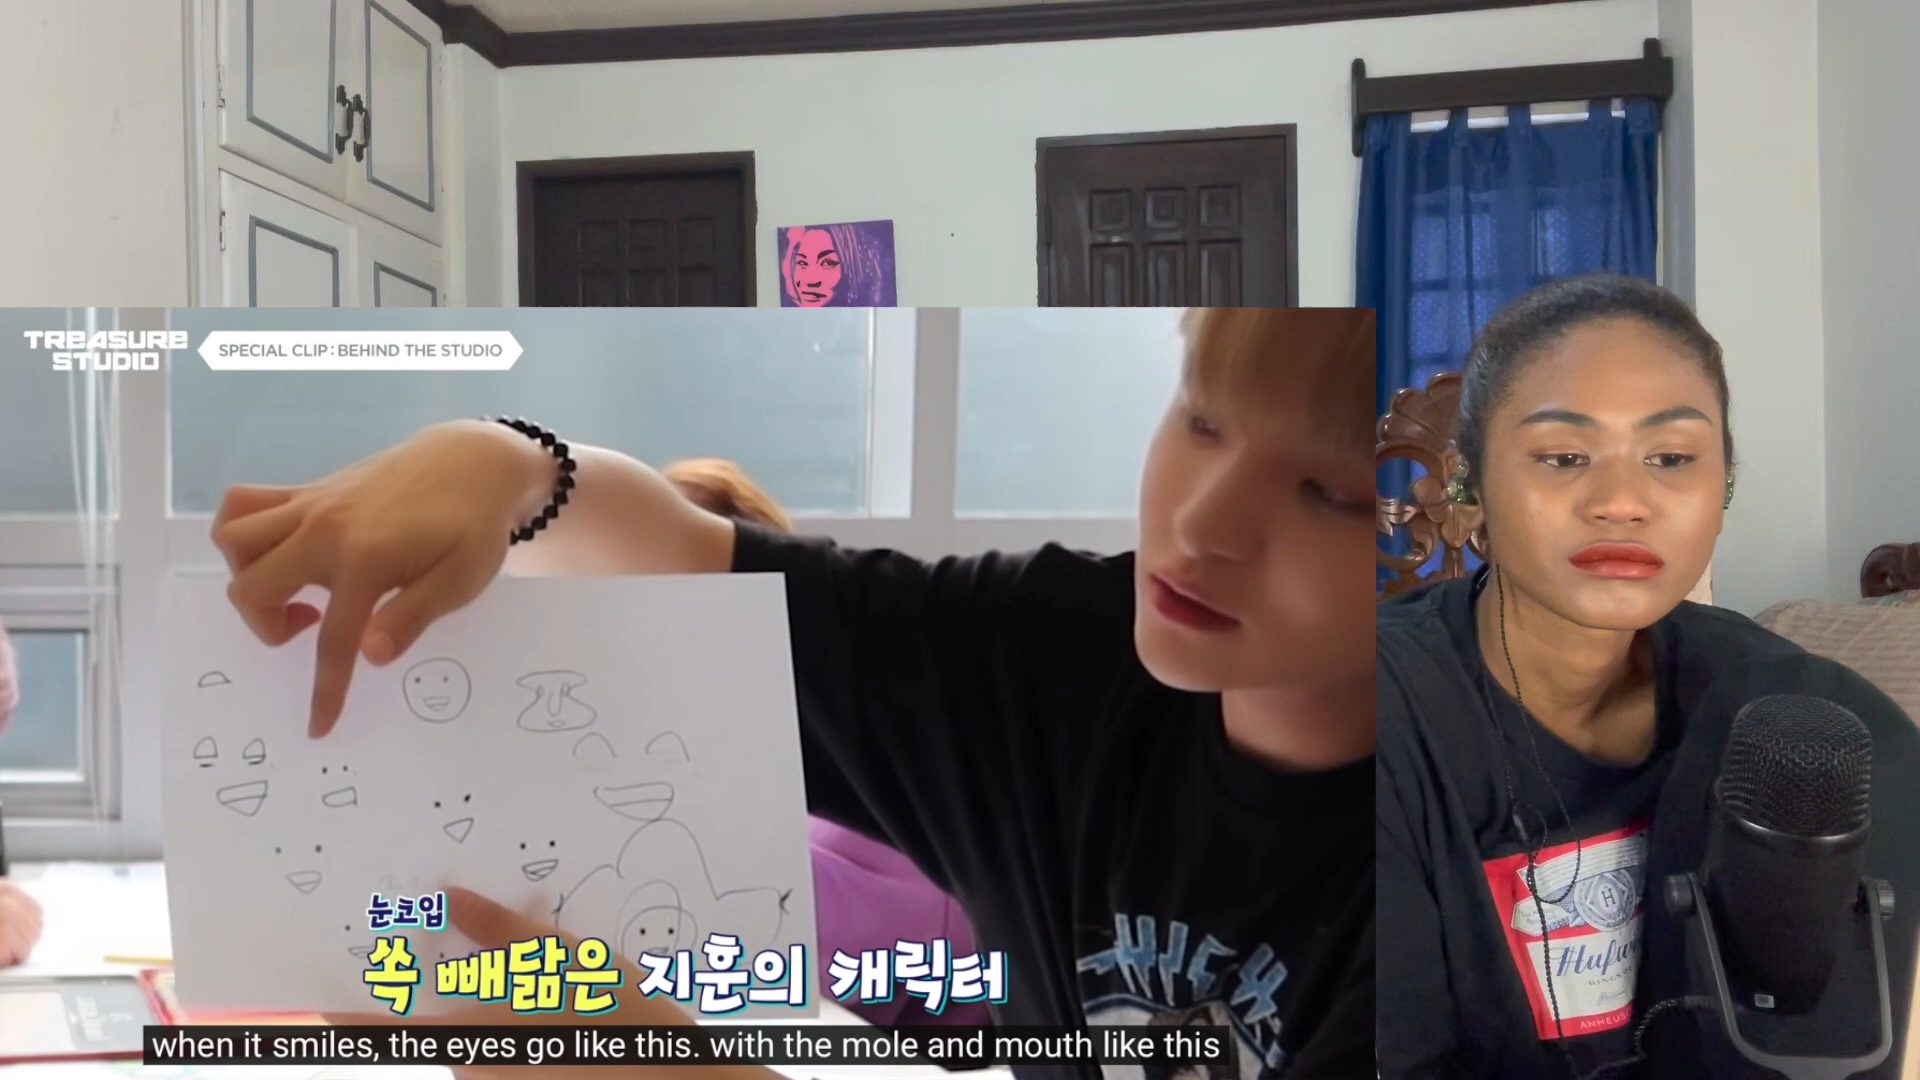 TREASURE
STUDIO
SPECIAL CLIP : BEHIND THE STUDIO
눈코입
쏙 빼닮은 지훈의 캐릭터
when it smiles, the eyes go like this. with the mole and mouth like this
HIGH